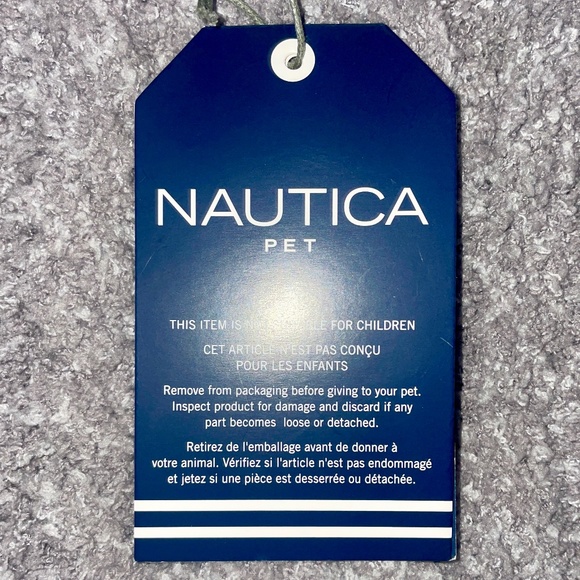 NAUTICA
PET
THIS ITEM IS NOT SUITABLE FOR CHILDREN
CET ARTICLE N'EST PAS CONÇU
POUR LES ENFANTS
Remove from packaging before giving to your pet.
Inspect product for damage and discard if any
part becomes loose or detached.
Retirez de l'emballage avant de donner à
votre animal. Vérifiez si l'article n'est pas endommagé
et jetez si une pièce est desserrée ou détachée.